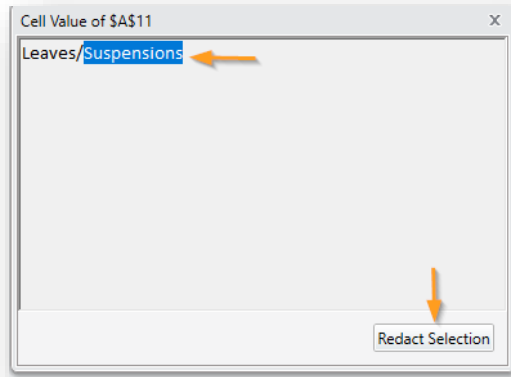 Cell Value of $A$11 X
Leaves/Suspensions
Redact Selection